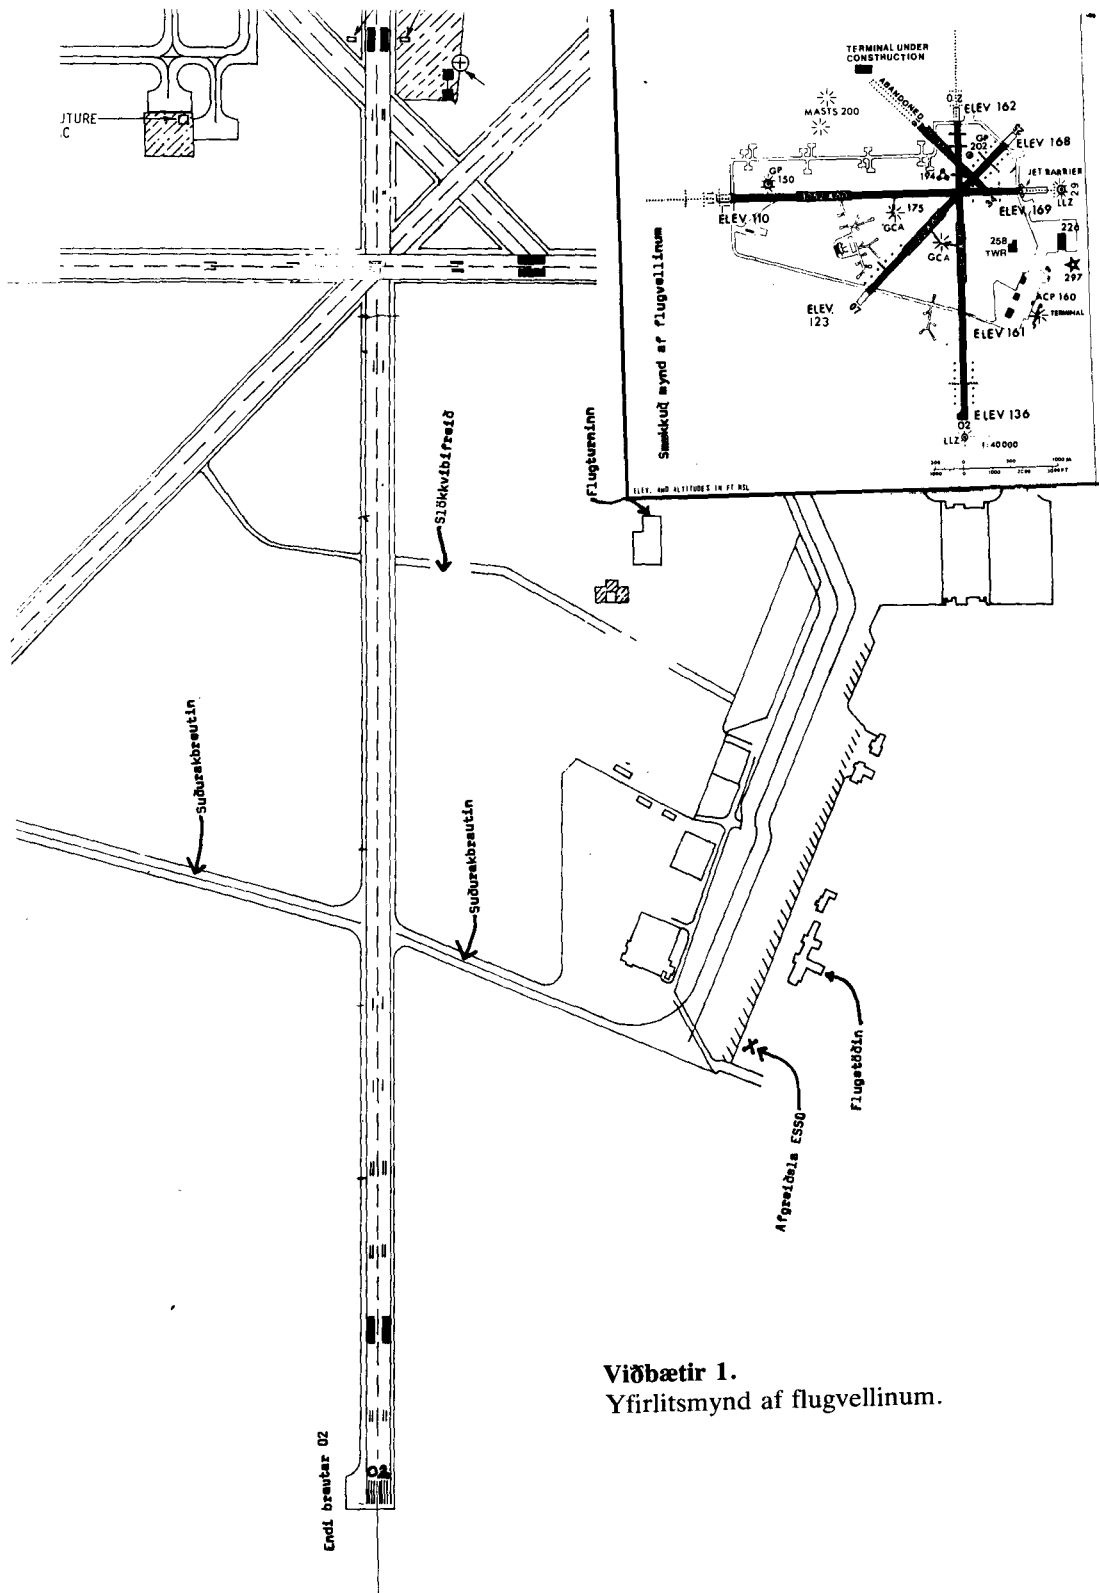 UTURE
.C
TERMINAL UNDER
CONSTRUCTION
ABANDONED
MASTS 200
ELEV 162
ELEV 168
GP
202
194
GP
150
JET BARRIER
LLZ
29
ELEV 110
175
GCA
ELEV 169
GCA
258
TWR
226
297
ELEV.
123
07
ACP 160
TERMINAL
ELEV 161
ELEV 136
02
LLZ
1:40000
Smækkuð mynd af flugvellinum
ELEV. AND ALTITUDES IN FT MSL
Slökkvibifreið
Flugturninn
Suðurakbrautin
Suðurakbrautin
Flugstöðin
Afgreiðsla ESSO
Endi brautar 02
02
Viðbætir 1.
Yfirlitsmynd af flugvellinum.